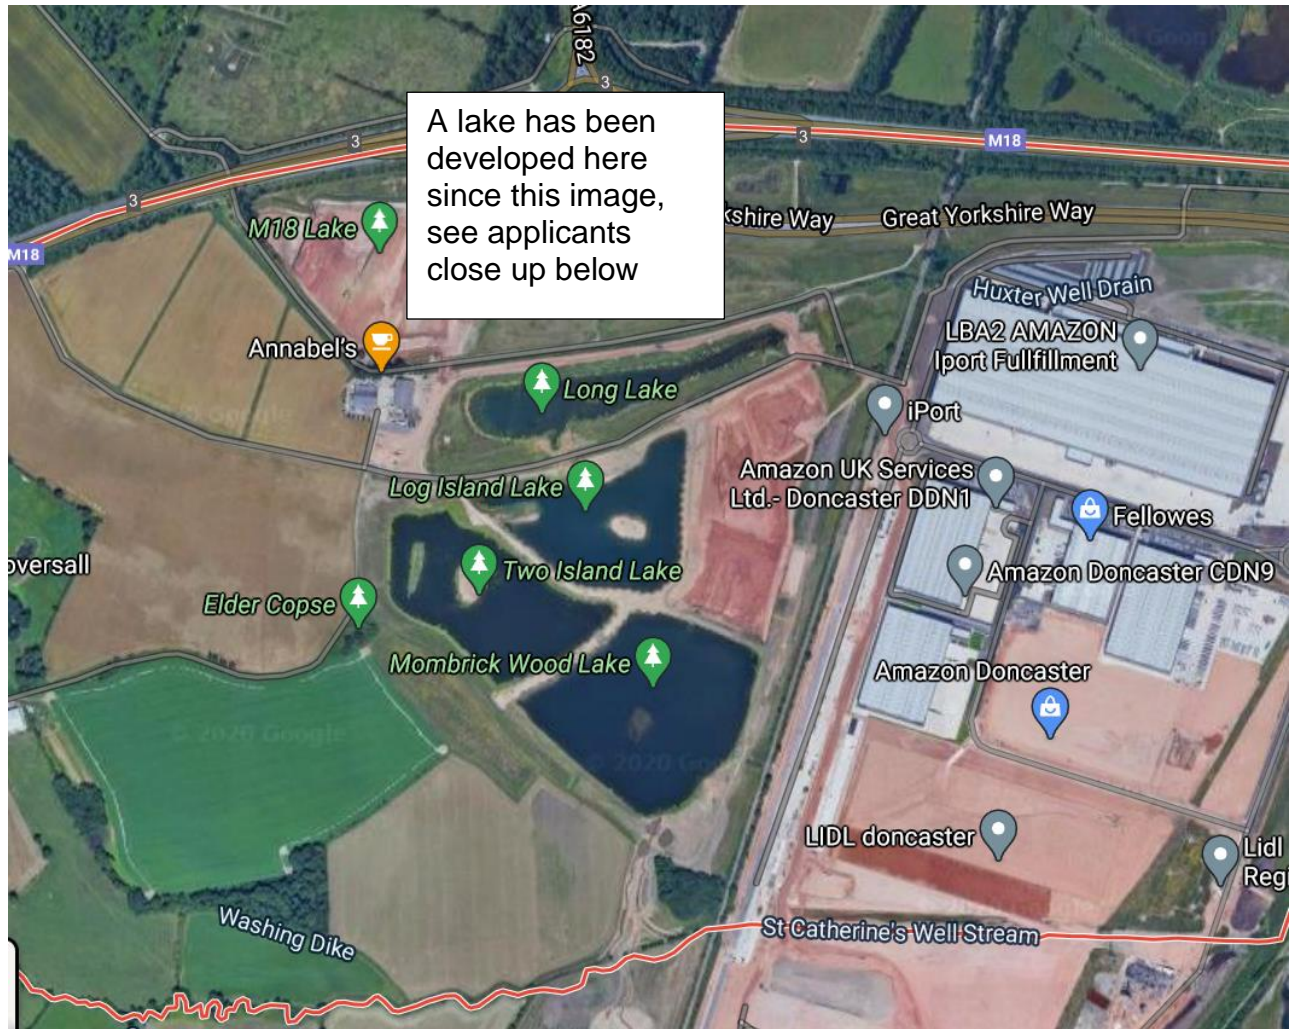 A6182
3
A lake has been
developed here
since this image,
see applicants
close up below
3
3
M18
3
M18
M18 Lake
kshire Way
Great Yorkshire Way
Huxter Well Drain
LBA2 AMAZON
Iport Fullfillment
Annabel's
Long Lake
iPort
Log Island Lake
Amazon UK Services
Ltd.- Doncaster DDN1
Fellowes
oversall
Two Island Lake
Amazon Doncaster CDN9
Elder Copse
Mombrick Wood Lake
Amazon Doncaster
© 2020 Google
2020 Goo
LIDL doncaster
Lidl
Regi
Washing Dike
St Catherine's Well Stream